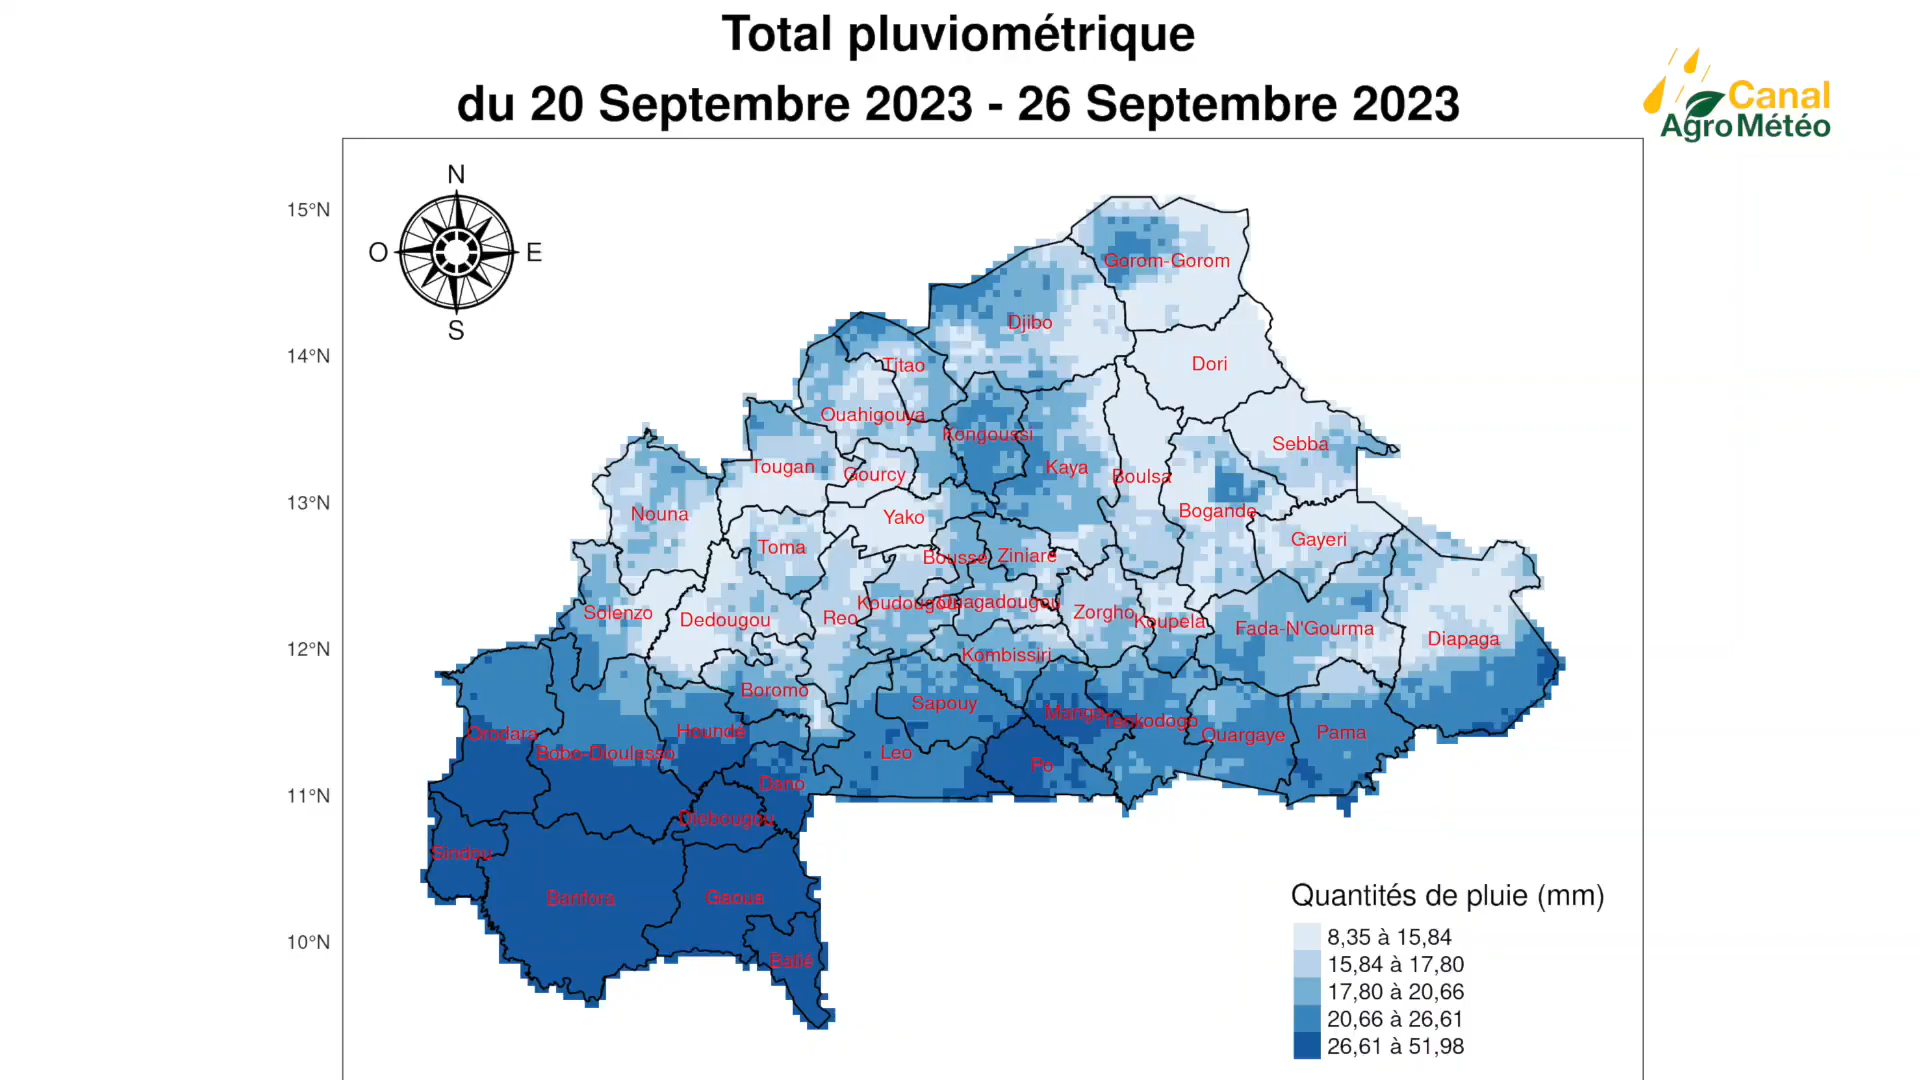 Total pluviométrique
du 20 Septembre 2023 - 26 Septembre 2023
Canal
AgroMétéo
N
O
E
S
15°N
14°N
13°N
12°N
11°N
10°N
Gorom-Gorom
Djibo
Dori
Titao
Ouahigouya
Kongoussi
Sebba
Tougan
Gourcy
Kaya
Boulsa
Nouna
Yako
Bogande
Toma
Bousse
Ziniare
Gayeri
Solenzo
Dedougou
Reo
Koudougou
Ouagadougou
Zorgho
Koupela
Fada-N'Gourma
Diapaga
Kombissiri
Boromo
Sapouy
Manga
Tenkodogo
Orodara
Hounde
Ouargaye
Pama
Bobo-Dioulasso
Leo
Po
Dano
Diebougou
Sindou
Banfora
Gaoua
Batié
Quantités de pluie (mm)
8,35 à 15,84
15,84 à 17,80
17,80 à 20,66
20,66 à 26,61
26,61 à 51,98